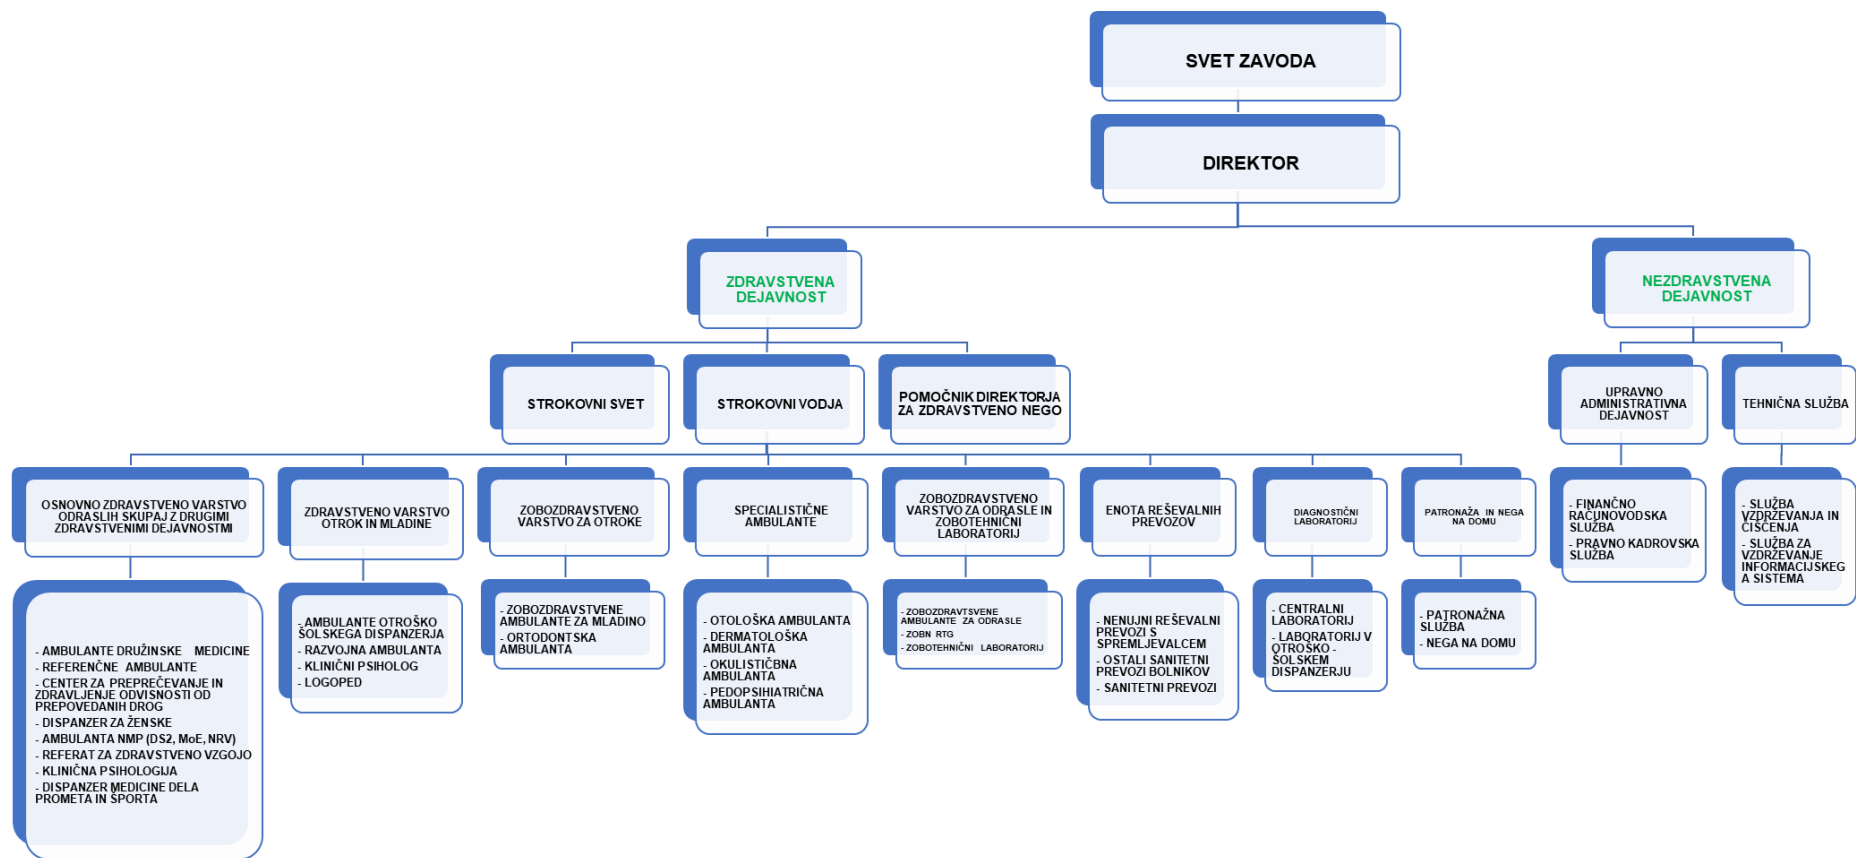 SVET ZAVODA
DIREKTOR
ZDRAVSTVENA
DEJAVNOST
NEZDRAVSTVENA
DEJAVNOST
STROKOVNI SVET
STROKOVNI VODJA
POMOČNIK DIREKTORJA
ZA ZDRAVSTVENO NEGO
UPRAVNO
ADMINISTRATIVNA
DEJAVNOST
TEHNIČNA SLUŽBA
OSNOVNO ZDRAVSTVENO VARSTVO
ODRASLIH SKUPAJ Z DRUGIMI
ZDRAVSTVENIMI DEJAVNOSTMI
ZDRAVSTVENO VARSTVO
OTROK IN MLADINE
ZOBOZDRAVSTVENO
VARSTVO ZA OTROKE
SPECIALISTIČNE
AMBULANTE
ZOBOZDRAVSTVENO
VARSTVO ZA ODRASLE IN
ZOBOTEHNIČNI
LABORATORIJ
ENOTA REŠEVALNIH
PREVOZOV
DIAGNOSTIČNI
LABORATORIJ
PATRONAŽA IN NEGA
NA DOMU
- FINANČNO
RAČUNOVODSKA
SLUŽBA
- PRAVNO KADROVSKA
SLUŽBA
- SLUŽBA
VZDRŽEVANJA IN
ČIŠČENJA
- SLUŽBA ZA
VZDRŽEVANJE
INFORMACIJSKEG
A SISTEMA
- AMBULANTE DRUŽINSKE MEDICINE
- REFERENČNE AMBULANTE
- CENTER ZA PREPREČEVANJE IN
ZDRAVLJENJE ODVISNOSTI OD
PREPOVEDANIH DROG
- DISPANZER ZA ŽENSKE
- AMBULANTA NMP (DS2, MoE, NRV)
- REFERAT ZA ZDRAVSTVENO VZGOJO
- KLINIČNA PSIHOLOGIJA
- DISPANZER MEDICINE DELA
PROMETA IN ŠPORTA
- AMBULANTE OTROŠKO
ŠOLSKEGA DISPANZERJA
- RAZVOJNA AMBULANTA
- KLINIČNI PSIHOLOG
- LOGOPED
- ZOBOZDRAVSTVENE
AMBULANTE ZA MLADINO
- ORTODONTSKA
AMBULANTA
- OTOLOŠKA AMBULANTA
- DERMATOLOŠKA
AMBULANTA
- OKULISTIČBNA
AMBULANTA
- PEDOPSIHIATRIČNA
AMBULANTA
- ZOBOZDRAVTSVENE
AMBULANTE ZA ODRASLE
- ZOBN RTG
- ZOBOTEHNIČNI LABORATORIJ
- NENUJNI REŠEVALNI
PREVOZI S
SPREMLJEVALCEM
- OSTALI SANITETNI
PREVOZI BOLNIKOV
- SANITETNI PREVOZI
- CENTRALNI
LABORATORIJ
- LABORATORIJ V
OTROŠKO -
ŠOLSKEM
DISPANZERJU
- PATRONAŽNA
SLUŽBA
- NEGA NA DOMU